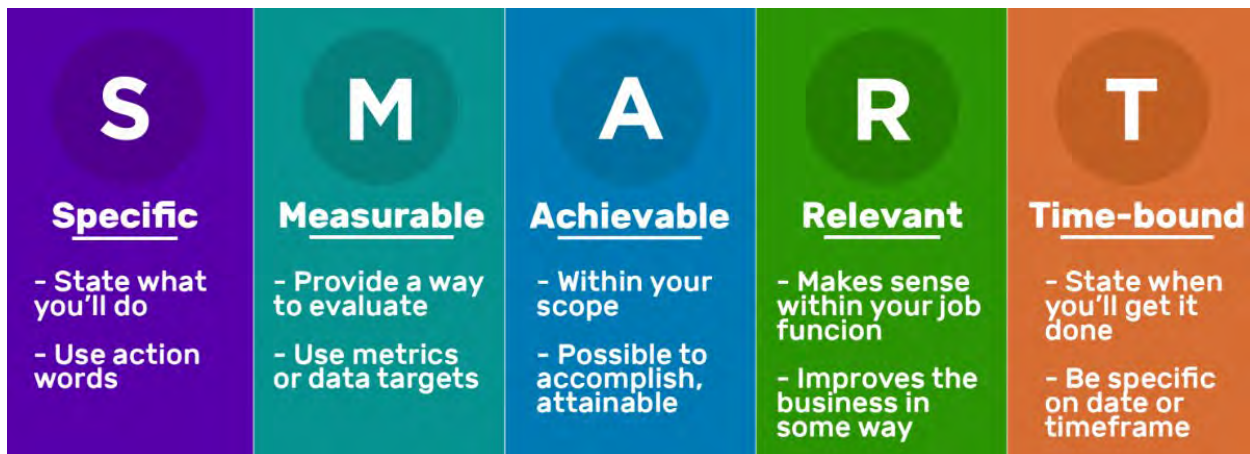 S
Specific
- State what
you'll do
- Use action
words
M
Measurable
- Provide a way
to evaluate
- Use metrics
or data targets
A
Achievable
- Within your
scope
- Possible to
accomplish,
attainable
R
Relevant
- Makes sense
within your job
funcion
- Improves the
business in
some way
T
Time-bound
- State when
you'll get it
done
- Be specific
on date or
timeframe